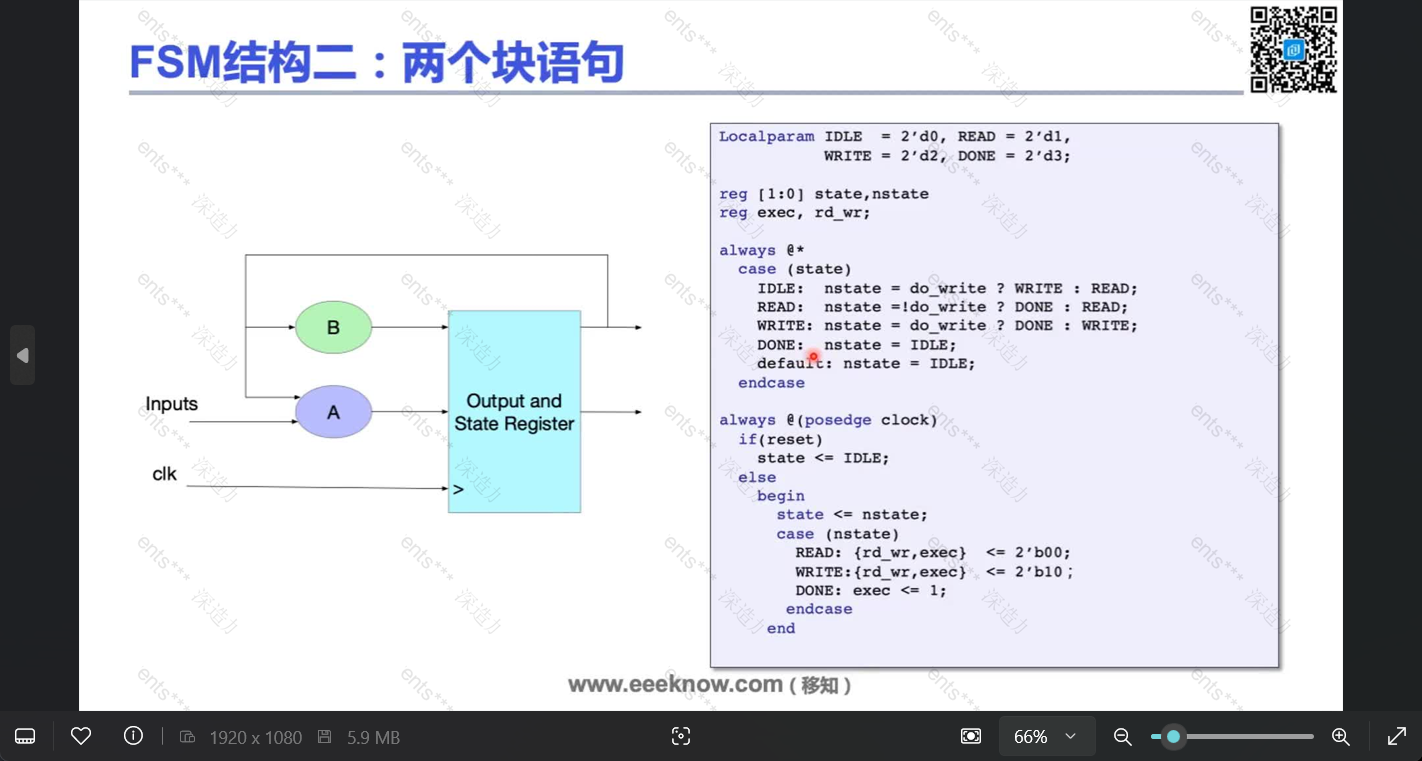 FSM结构二：两个块语句
Localparam IDLE  = 2’d0, READ = 2’d1,
WRITE = 2’d2, DONE = 2’d3;
reg [1:0] state,nstate
reg exec, rd_wr;
always @*
case (state)
IDLE:  nstate = do_write ? WRITE : READ;
READ:  nstate =!do_write ? DONE : READ;
WRITE: nstate = do_write ? DONE : WRITE;
DONE:  nstate = IDLE;
default: nstate = IDLE;
endcase
always @(posedge clock)
if(reset)
state <= IDLE;
else
begin
state <= nstate;
case (nstate)
READ: {rd_wr,exec}  <= 2’b00;
WRITE:{rd_wr,exec}  <= 2’b10；
DONE: exec <= 1;
endcase
end
B
A
Inputs
clk
>
Output and
State Register
www.eeeknow.com ( 移知 )
ents*** 深造ル
1920 x 1080
5.9 MB
66%